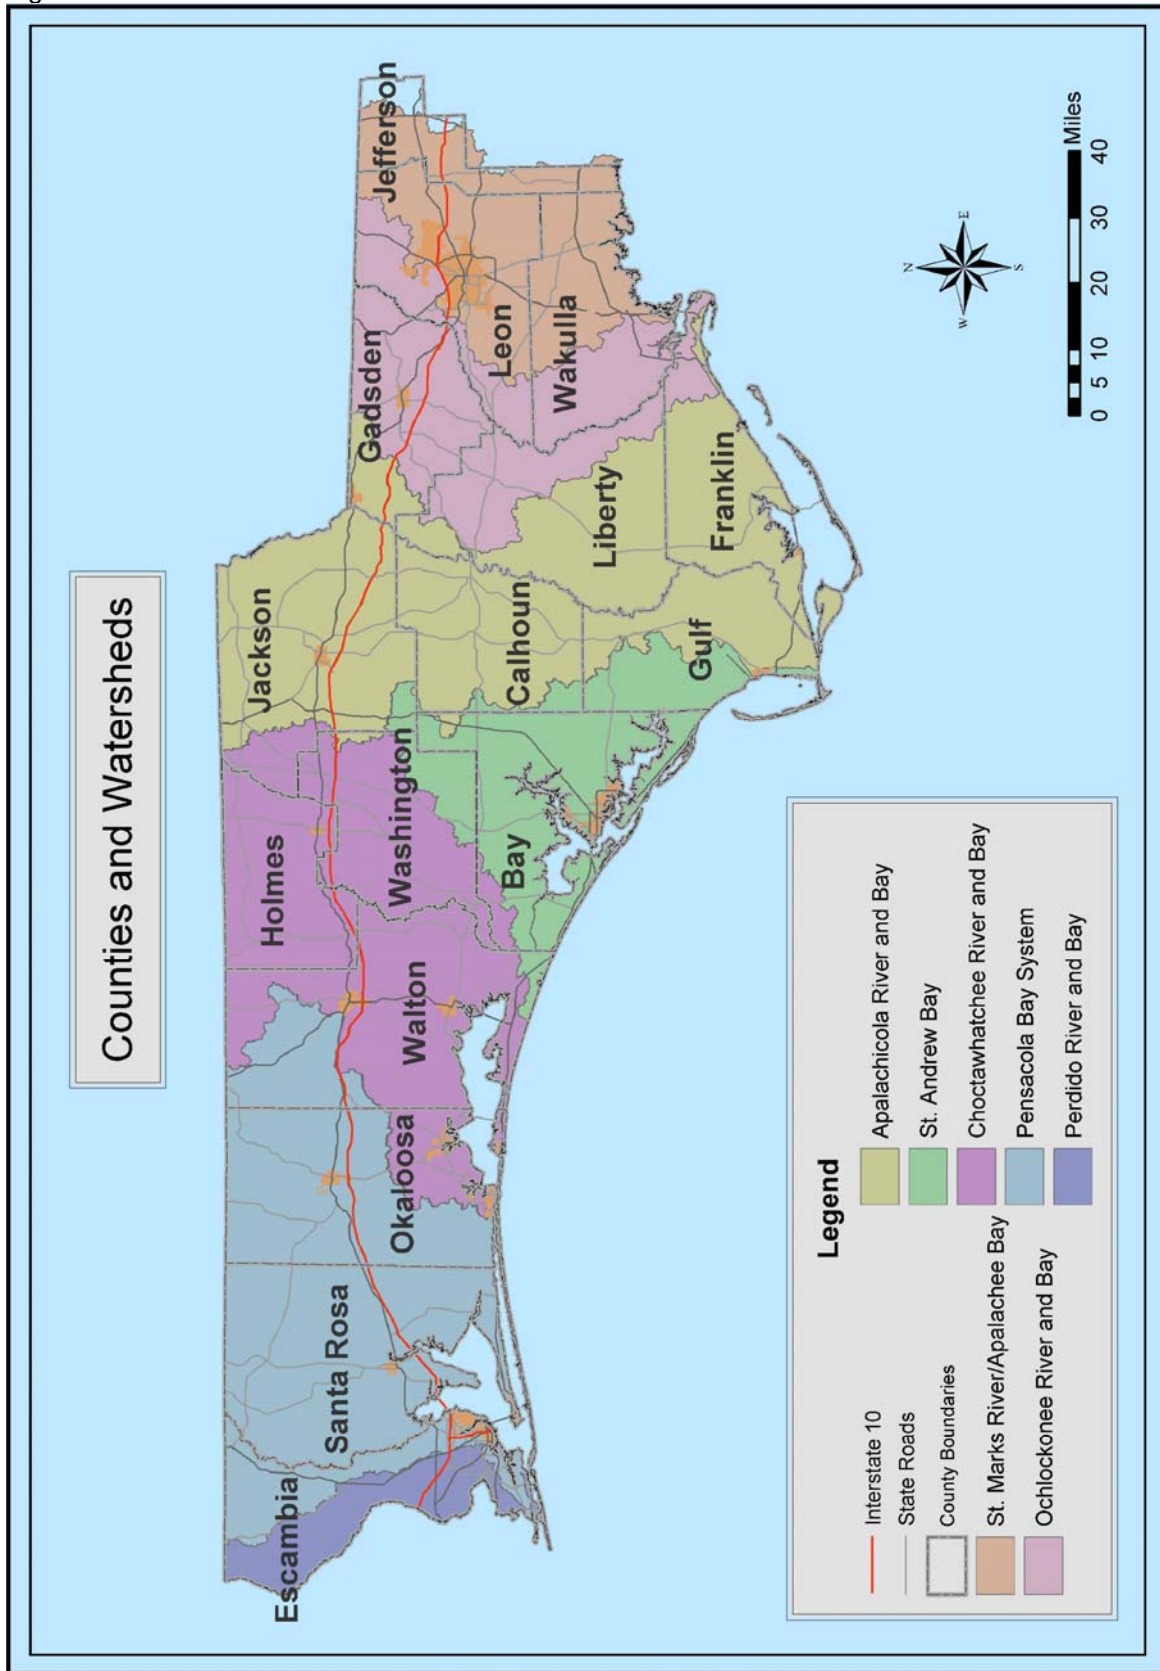 Counties and Watersheds
Escambia
Santa Rosa
Okaloosa
Walton
Holmes
Washington
Bay
Jackson
Calhoun
Gulf
Liberty
Franklin
Gadsden
Leon
Wakulla
Jefferson
N
W
E
S
0 5 10 20 30 40
Miles
Legend
Interstate 10
State Roads
County Boundaries
St. Marks River/Apalachee Bay
Ochlockonee River and Bay
Apalachicola River and Bay
St. Andrew Bay
Choctawhatchee River and Bay
Pensacola Bay System
Perdido River and Bay